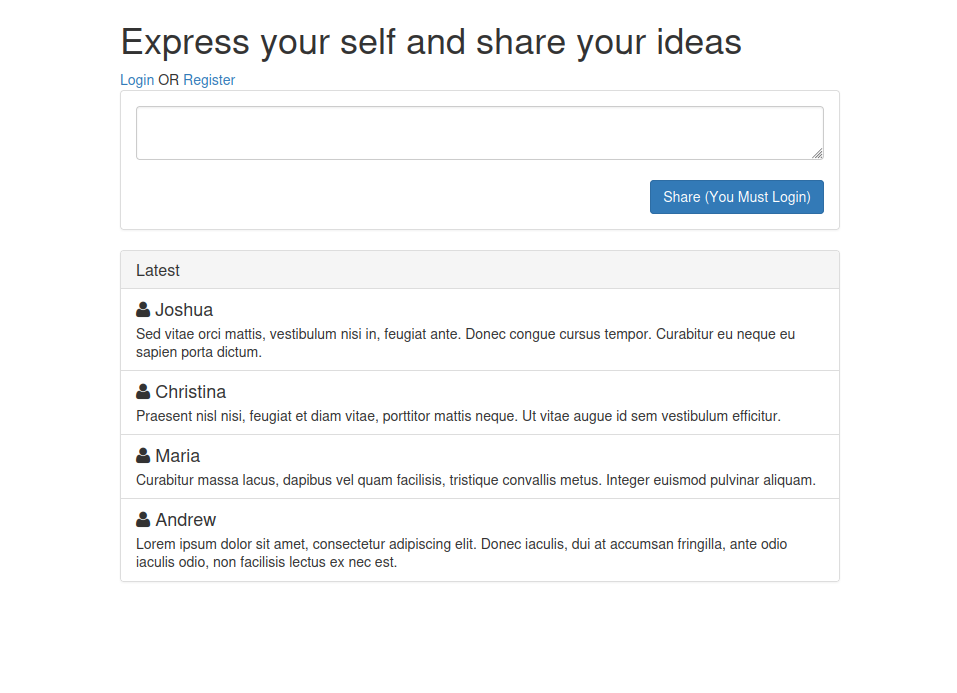 Express your self and share your ideas
Login OR Register
Share (You Must Login)
Latest
Joshua
Sed vitae orci mattis, vestibulum nisi in, feugiat ante. Donec congue cursus tempor. Curabitur eu neque eu
sapien porta dictum.
Christina
Praesent nisl nisi, feugiat et diam vitae, porttitor mattis neque. Ut vitae augue id sem vestibulum efficitur.
Maria
Curabitur massa lacus, dapibus vel quam facilisis, tristique convallis metus. Integer euismod pulvinar aliquam.
Andrew
Lorem ipsum dolor sit amet, consectetur adipiscing elit. Donec iaculis, dui at accumsan fringilla, ante odio
iaculis odio, non facilisis lectus ex nec est.